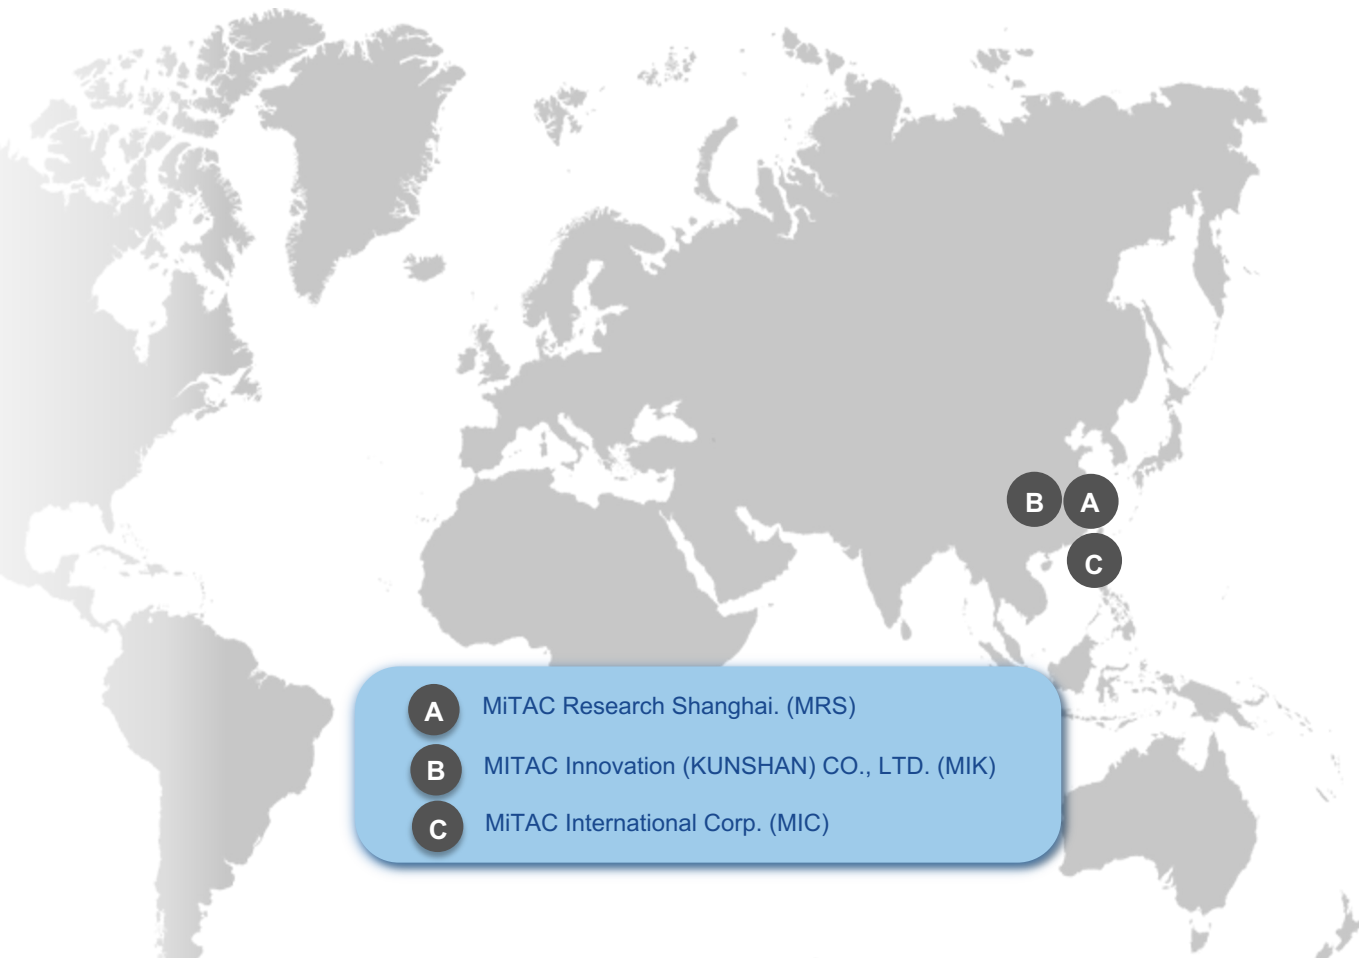 B A
C
A MiTAC Research Shanghai. (MRS)
B MITAC Innovation (KUNSHAN) CO., LTD. (MIK)
C MiTAC International Corp. (MIC)